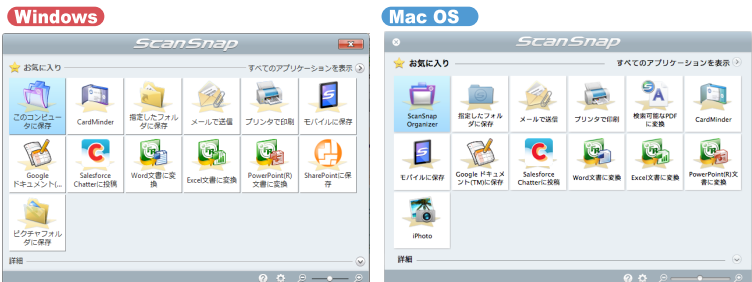 Windows
ScanSnap
お気に入り
すべてのアプリケーションを表示
このコンピュー
タに保存
CardMinder
指定したフォル
ダに保存
メールで送信
プリンタで印刷
モバイルに保存
Google
ドキュメント(...
Salesforce
Chatterに投稿
Word文書に変
換
Excel文書に変換
PowerPoint(R)
文書に変換
SharePointに保
存
ピクチャフォル
ダに保存
詳細
Mac OS
ScanSnap
お気に入り
すべてのアプリケーションを表示
ScanSnap
Organizer
指定したフォル
ダに保存
メールで送信
プリンタで印刷
検索可能なPDF
に変換
CardMinder
モバイルに保存
Google ドキュメ
ント(TM)に保存
Salesforce
Chatterに投稿
Word文書に変換
Excel文書に変換
PowerPoint(R)文
書に変換
iPhoto
詳細